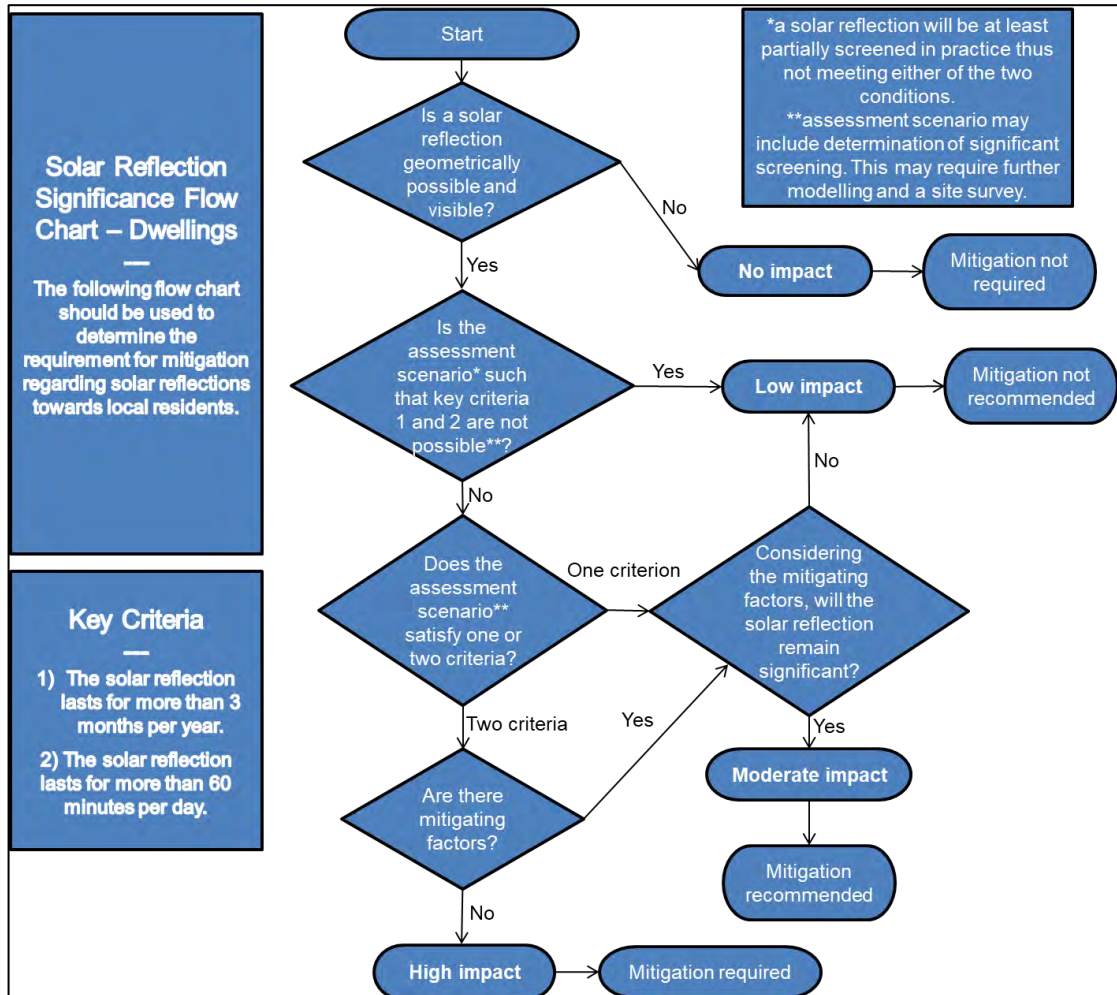 Solar Reflection
Significance Flow
Chart – Dwellings
---
The following flow chart
should be used to
determine the
requirement for mitigation
regarding solar reflections
towards local residents.
Key Criteria
---
1) The solar reflection
lasts for more than 3
months per year.
2) The solar reflection
lasts for more than 60
minutes per day.
Start
*a solar reflection will be at least
partially screened in practice thus
not meeting either of the two
conditions.
**assessment scenario may
include determination of significant
screening. This may require further
modelling and a site survey.
Is a solar
reflection
geometrically
possible and
visible?
No
No impact
Mitigation not
required
Yes
Is the
assessment
scenario* such
that key criteria
1 and 2 are not
possible**?
Yes
Low impact
Mitigation not
recommended
No
No
Does the
assessment
scenario**
satisfy one or
two criteria?
One criterion
Considering
the mitigating
factors, will the
solar reflection
remain
significant?
Two criteria
Yes
Yes
Are there
mitigating
factors?
Moderate impact
Mitigation
recommended
No
High impact
Mitigation required